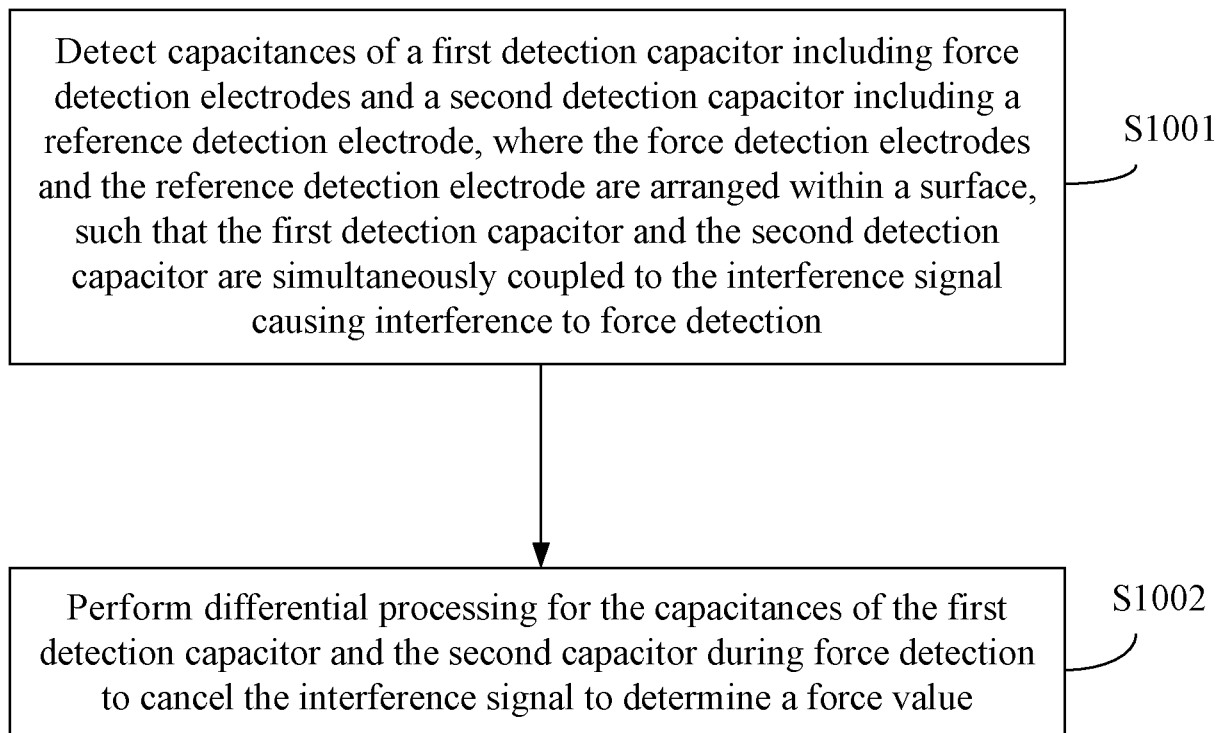 Detect capacitances of a first detection capacitor including force
detection electrodes and a second detection capacitor including a
reference detection electrode, where the force detection electrodes
and the reference detection electrode are arranged within a surface,
such that the first detection capacitor and the second detection
capacitor are simultaneously coupled to the interference signal
causing interference to force detection
S1001
Perform differential processing for the capacitances of the first
detection capacitor and the second capacitor during force detection
to cancel the interference signal to determine a force value
S1002